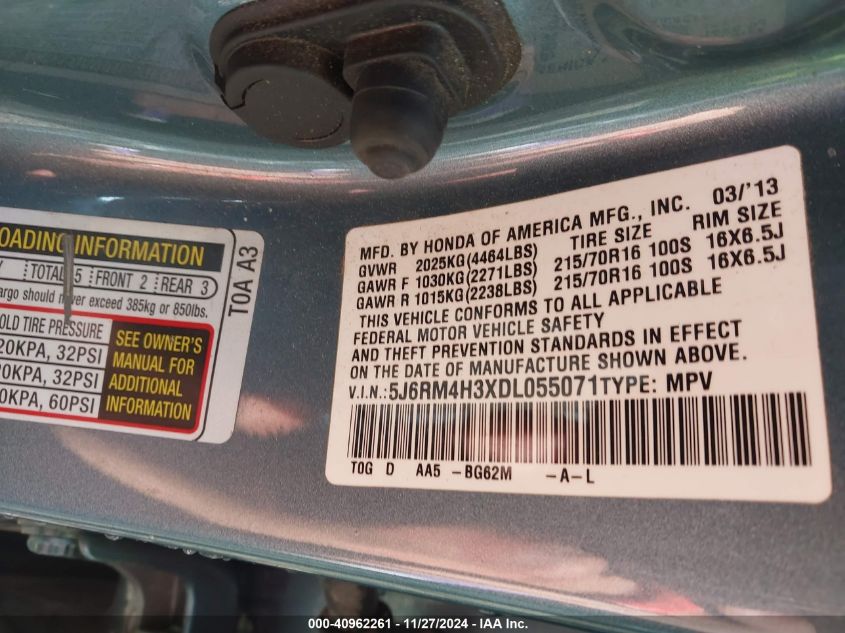 OADING INFORMATION
TOTAL 5 FRONT 2 REAR 3
argo should never exceed 385kg or 850lbs.
OLD TIRE PRESSURE
20KPA, 32PSI
20KPA, 32PSI
0KPA, 60PSI
SEE OWNER'S
MANUAL FOR
ADDITIONAL
INFORMATION
TOA A3
MFD. BY HONDA OF AMERICA MFG., INC. 03/'13
GVWR 2025KG(4464LBS) TIRE SIZE RIM SIZE
GAWR F 1030KG(2271LBS) 215/70R16 100S 16X6.5J
GAWR R 1015KG(2238LBS) 215/70R16 100S 16X6.5J
THIS VEHICLE CONFORMS TO ALL APPLICABLE
FEDERAL MOTOR VEHICLE SAFETY
AND THEFT PREVENTION STANDARDS IN EFFECT
ON THE DATE OF MANUFACTURE SHOWN ABOVE.
V.I.N.:5J6RM4H3XDL055071TYPE: MPV
TOG D AA5 -BG62M -A-L
000-40962261 - 11/27/2024 - IAA Inc.